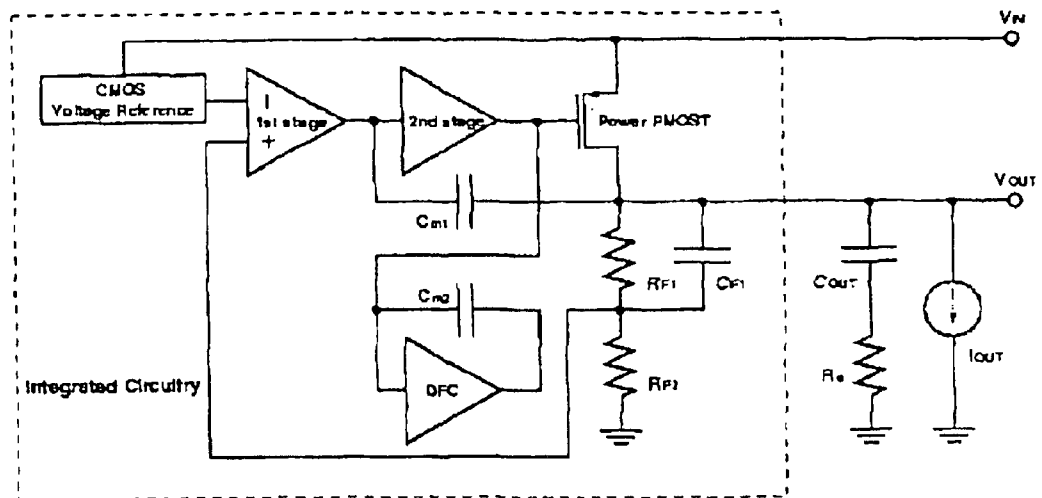 VIN
CMOS
Voltage Reference
1st stage
2nd stage
Power PMOST
VOUT
Cm1
RF1
CF1
COUT
Cm2
IOUT
Integrated Circuitry
DFC
RF2
Re